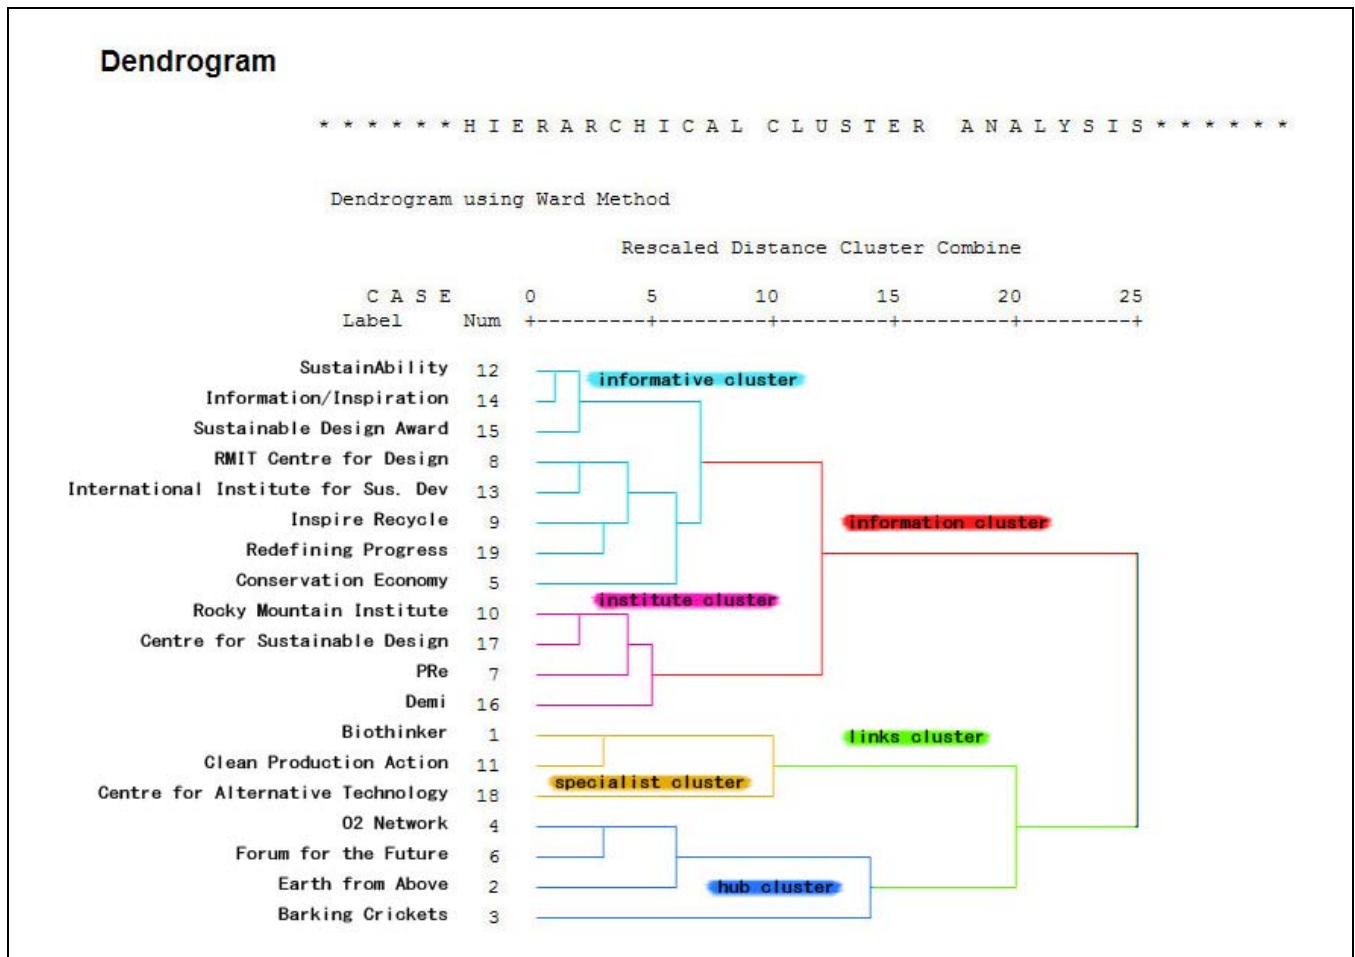 Dendrogram
* * * * * * H I E R A R C H I C A L   C L U S T E R   A N A L Y S I S * * * * * *
Dendrogram using Ward Method
Rescaled Distance Cluster Combine
C A S E 0 5 10 15 20 25
Label Num +---------+---------+---------+---------+---------+
SustainAbility 12
informative cluster
Information/Inspiration 14
Sustainable Design Award 15
RMIT Centre for Design 8
International Institute for Sus. Dev 13
Inspire Recycle 9 information cluster
Redefining Progress 19
Conservation Economy 5
institute cluster
Rocky Mountain Institute 10
Centre for Sustainable Design 17
PRe 7
Demi 16
Biothinker 1 links cluster
Clean Production Action 11
specialist cluster
Centre for Alternative Technology 18
O2 Network 4
Forum for the Future 6
Earth from Above 2 hub cluster
Barking Crickets 3